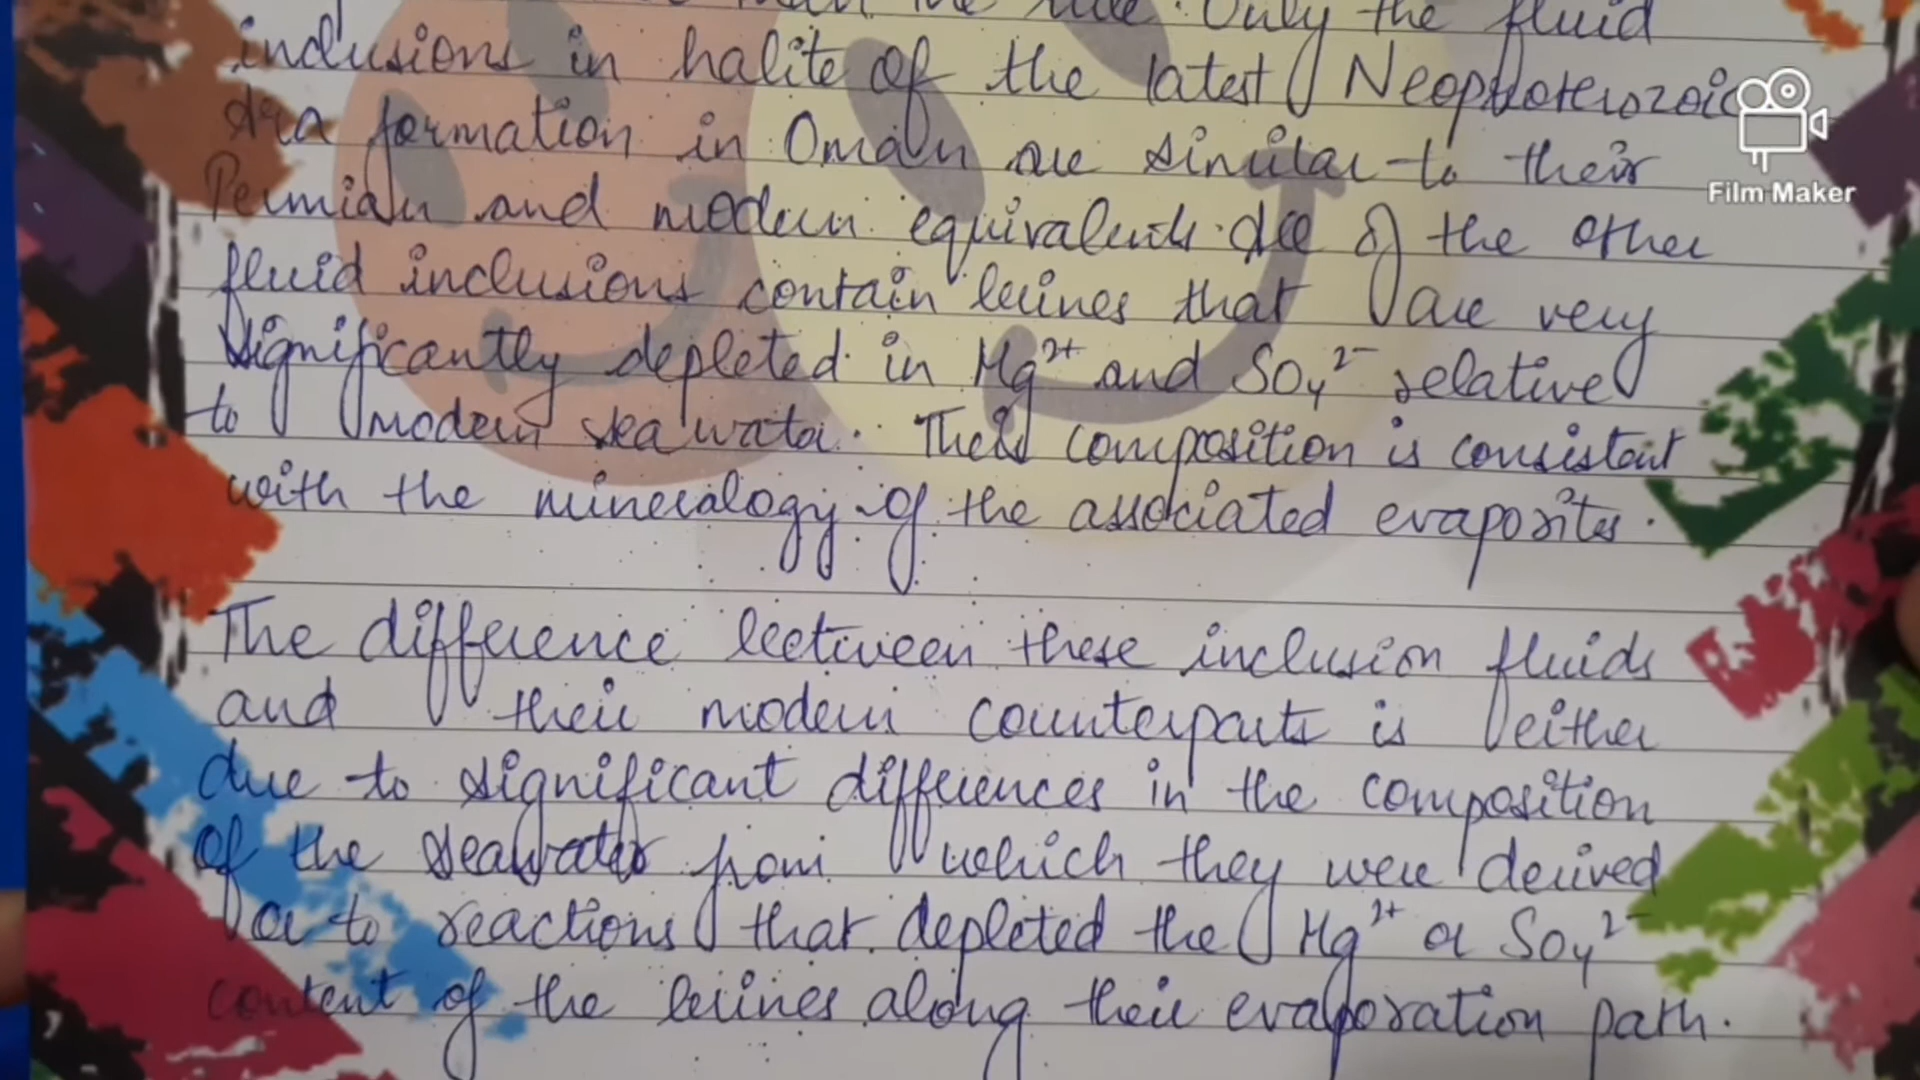 than the rule. Only the fluid
inclusions in halite of the latest Neoproterozoic
Ara formation in Oman are similar to their
Permian and modern equivalents. All of the other
fluid inclusions contain brines that are very
significantly depleted in Mg²⁺ and SO₄²⁻ relative
to modern seawater. Their composition is consistent
with the mineralogy of the associated evaporites.
The difference between these inclusion fluids
and their modern counterparts is either
due to significant differences in the composition
of the seawater from which they were derived
or to reactions that depleted the Mg²⁺ or SO₄²⁻
content of the brines along their evaporation path.
Film Maker